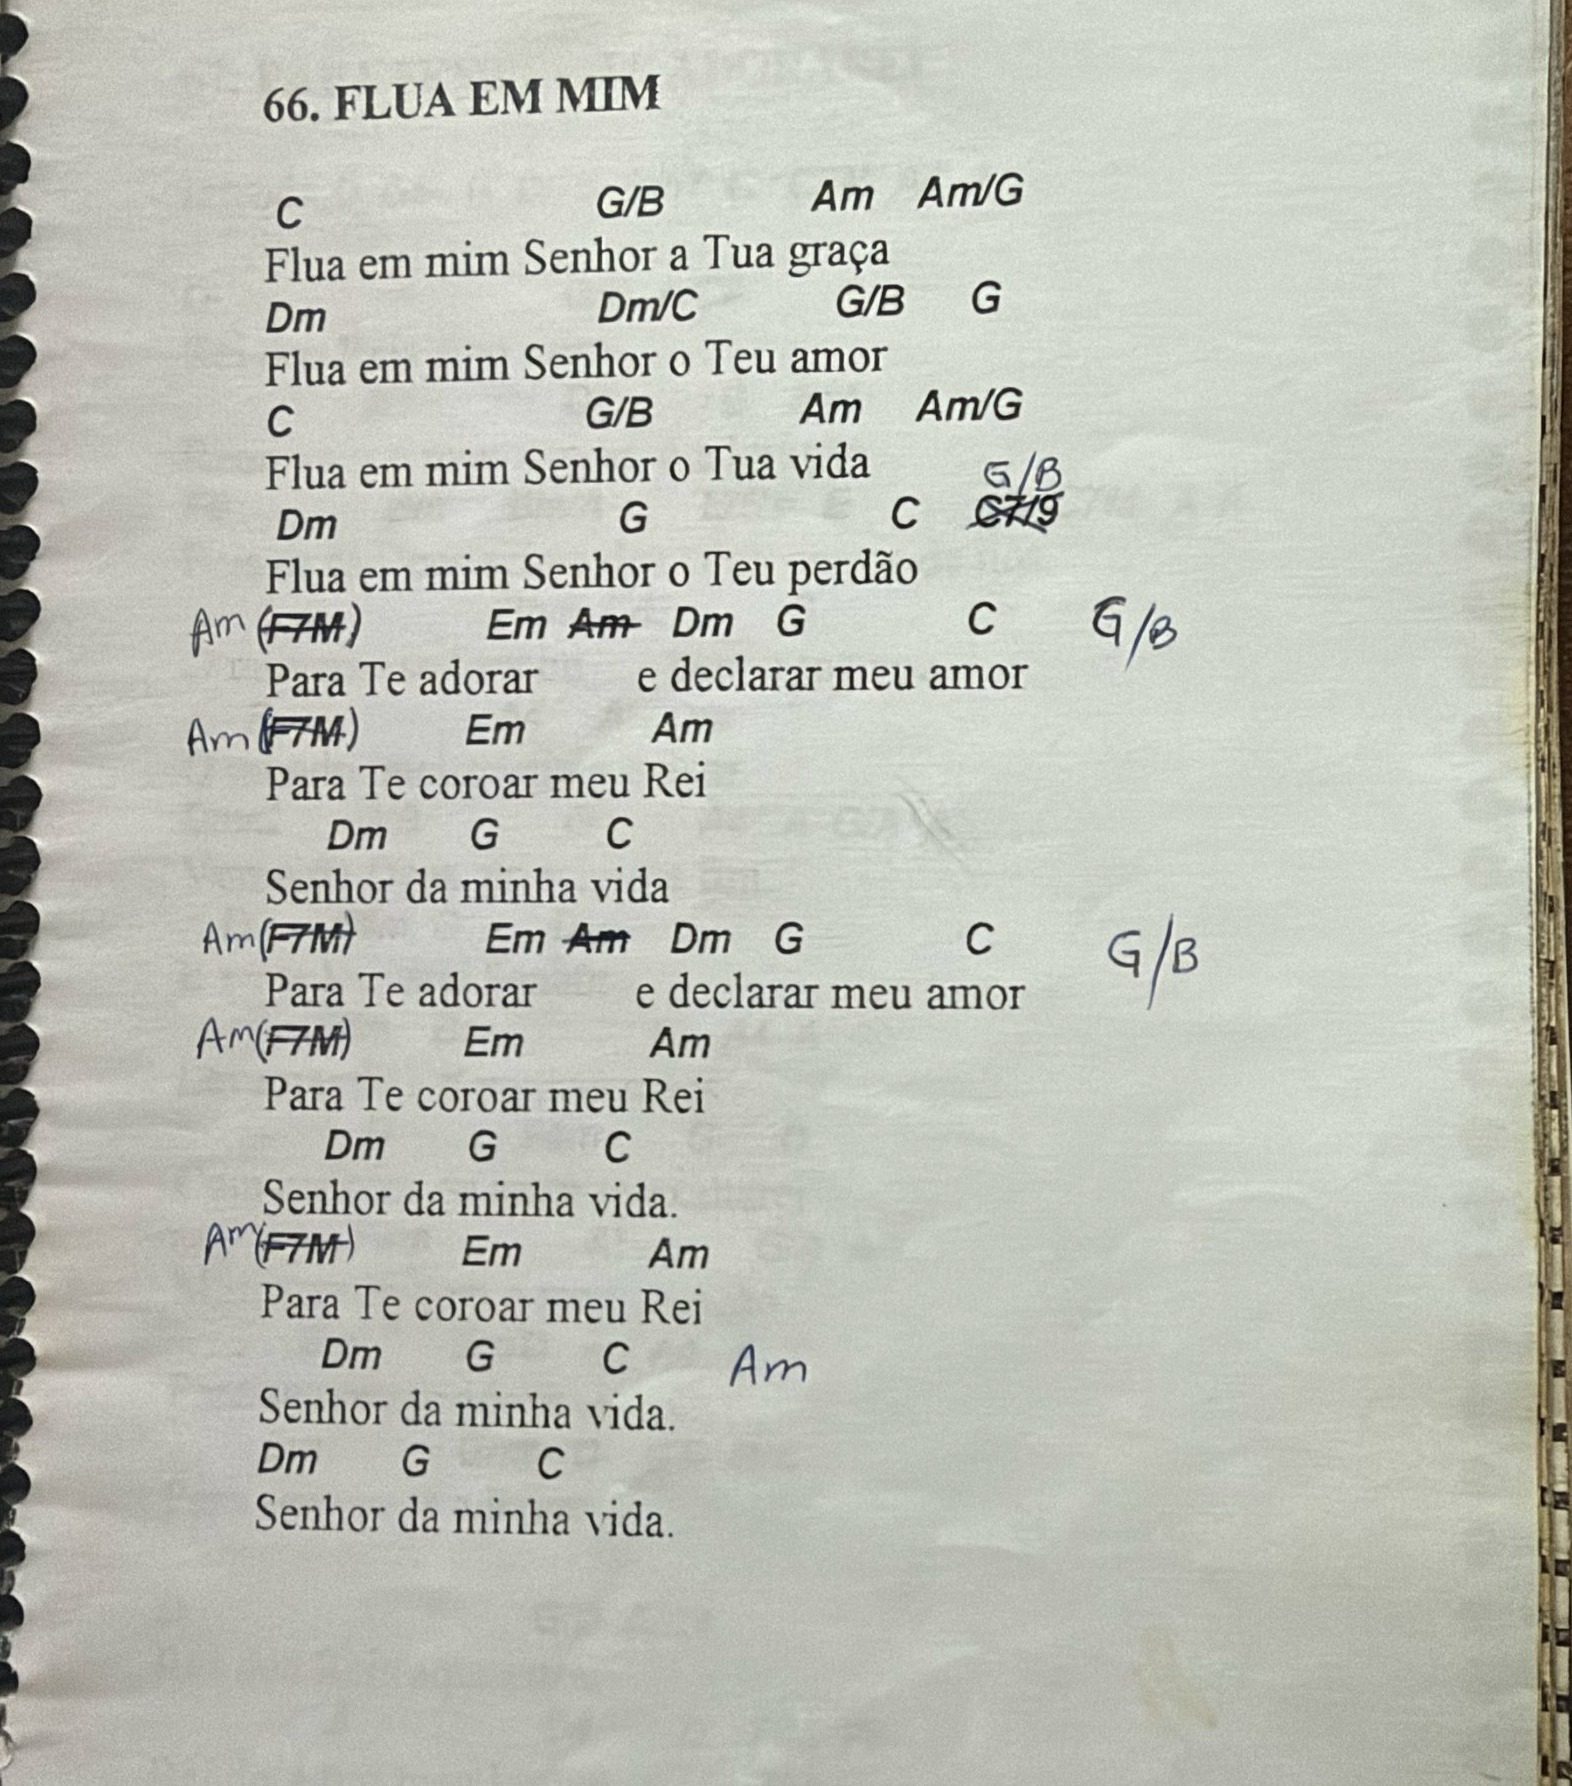 66. FLUA EM MIM
C G/B Am Am/G
Flua em mim Senhor a Tua graça
Dm Dm/C G/B G
Flua em mim Senhor o Teu amor
C G/B Am Am/G
Flua em mim Senhor o Tua vida
G/B
Dm G C C7/9
Flua em mim Senhor o Teu perdão
Am (F7M) Em Am Dm G C G/B
Para Te adorar e declarar meu amor
Am (F7M) Em Am
Para Te coroar meu Rei
Dm G C
Senhor da minha vida
Am (F7M) Em Am Dm G C G/B
Para Te adorar e declarar meu amor
Am (F7M) Em Am
Para Te coroar meu Rei
Dm G C
Senhor da minha vida.
Am (F7M) Em Am
Para Te coroar meu Rei
Dm G C Am
Senhor da minha vida.
Dm G C
Senhor da minha vida.